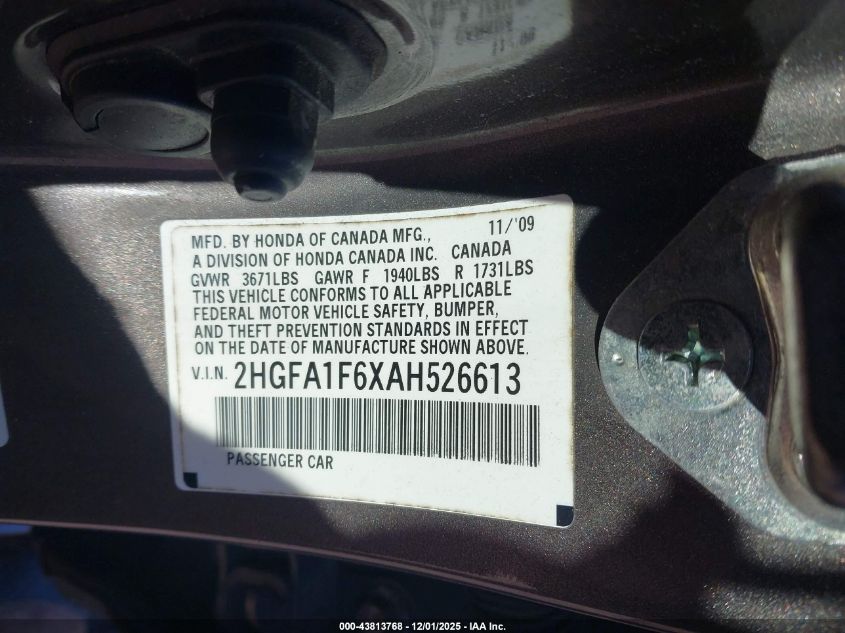 11/'09
MFD. BY HONDA OF CANADA MFG.,
A DIVISION OF HONDA CANADA INC. CANADA
GVWR 3671LBS GAWR F 1940LBS R 1731LBS
THIS VEHICLE CONFORMS TO ALL APPLICABLE
FEDERAL MOTOR VEHICLE SAFETY, BUMPER,
AND THEFT PREVENTION STANDARDS IN EFFECT
ON THE DATE OF MANUFACTURE SHOWN ABOVE.
V.I.N. 2HGFA1F6XAH526613
PASSENGER CAR
000-43813768 - 12/01/2025 - IAA Inc.